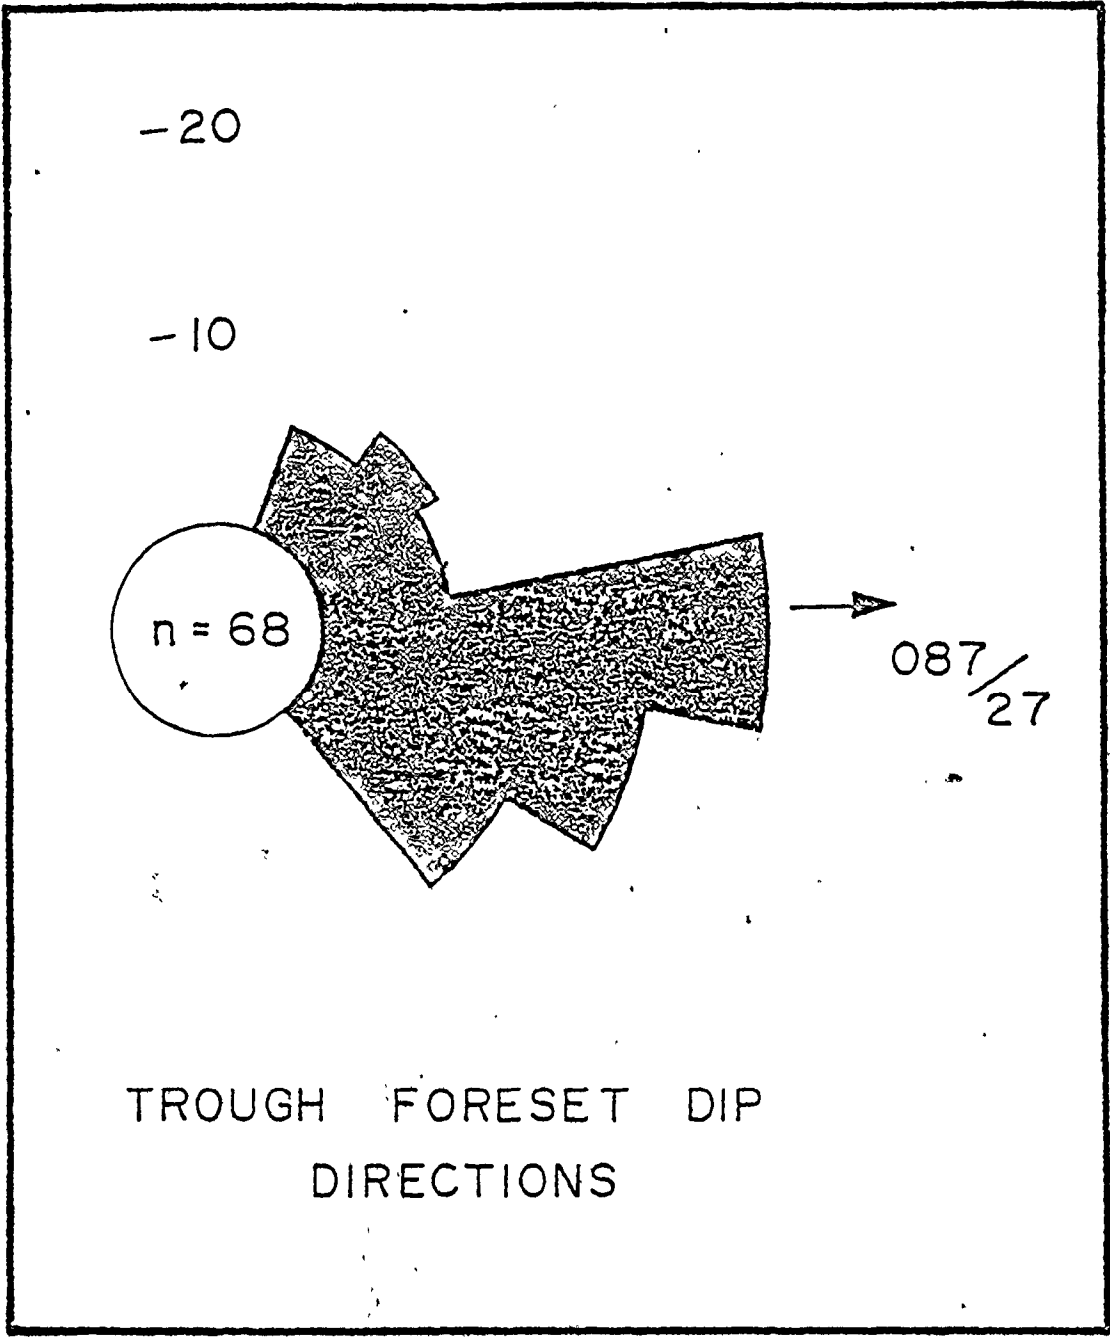 -20
-10
n = 68
087/27
TROUGH FORESET DIP
DIRECTIONS